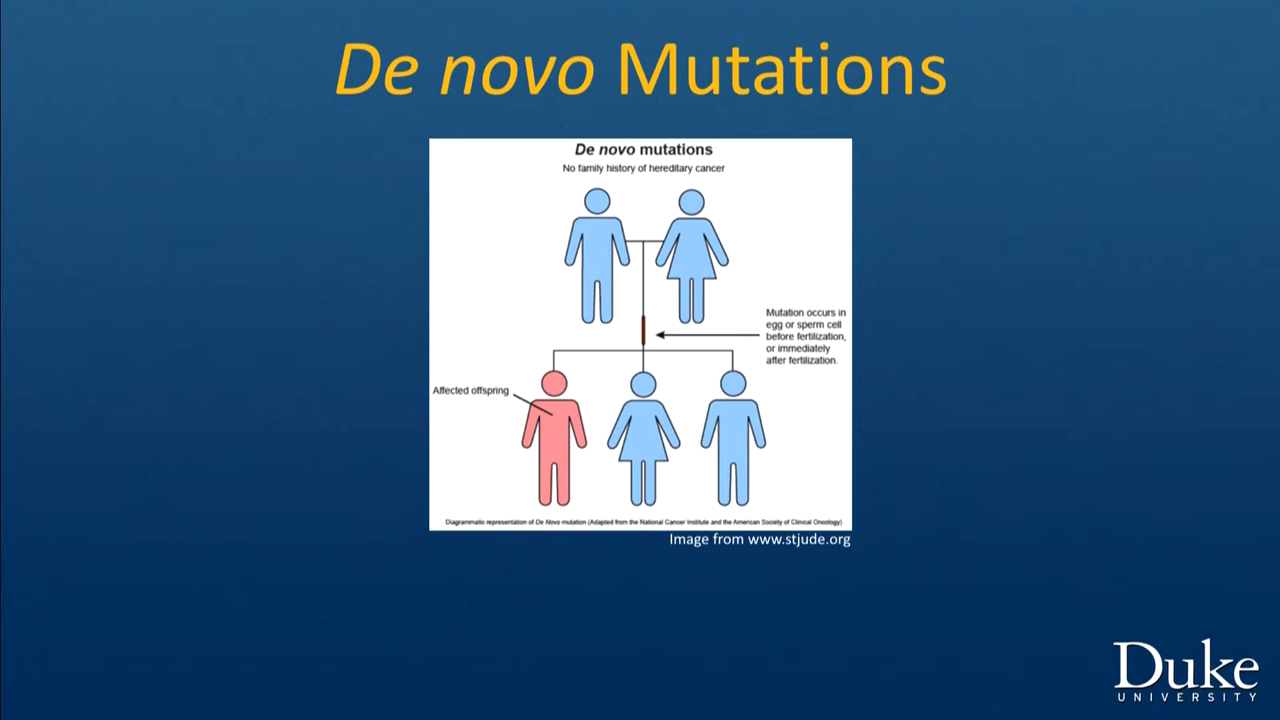 De novo Mutations
De novo mutations
No family history of hereditary cancer
Mutation occurs in
egg or sperm cell
before fertilization,
or immediately
after fertilization.
Affected offspring
Diagrammatic representation of De Novo mutation (Adapted from the National Cancer Institute and the American Society of Clinical Oncology)
Image from www.stjude.org
Duke
UNIVERSITY